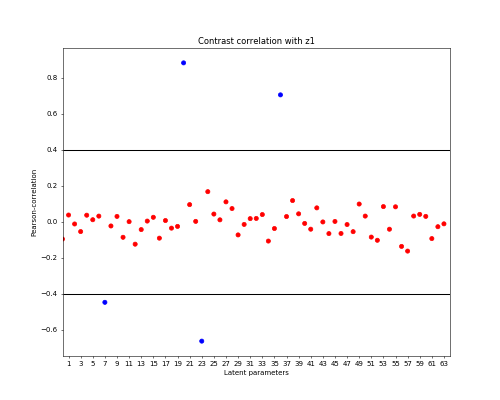 Contrast correlation with z1
0.8
0.6
0.4
0.2
0.0
−0.2
−0.4
−0.6
Pearson-correlation
1 3 5 7 9 11 13 15 17 19 21 23 25 27 29 31 33 35 37 39 41 43 45 47 49 51 53 55 57 59 61 63
Latent parameters